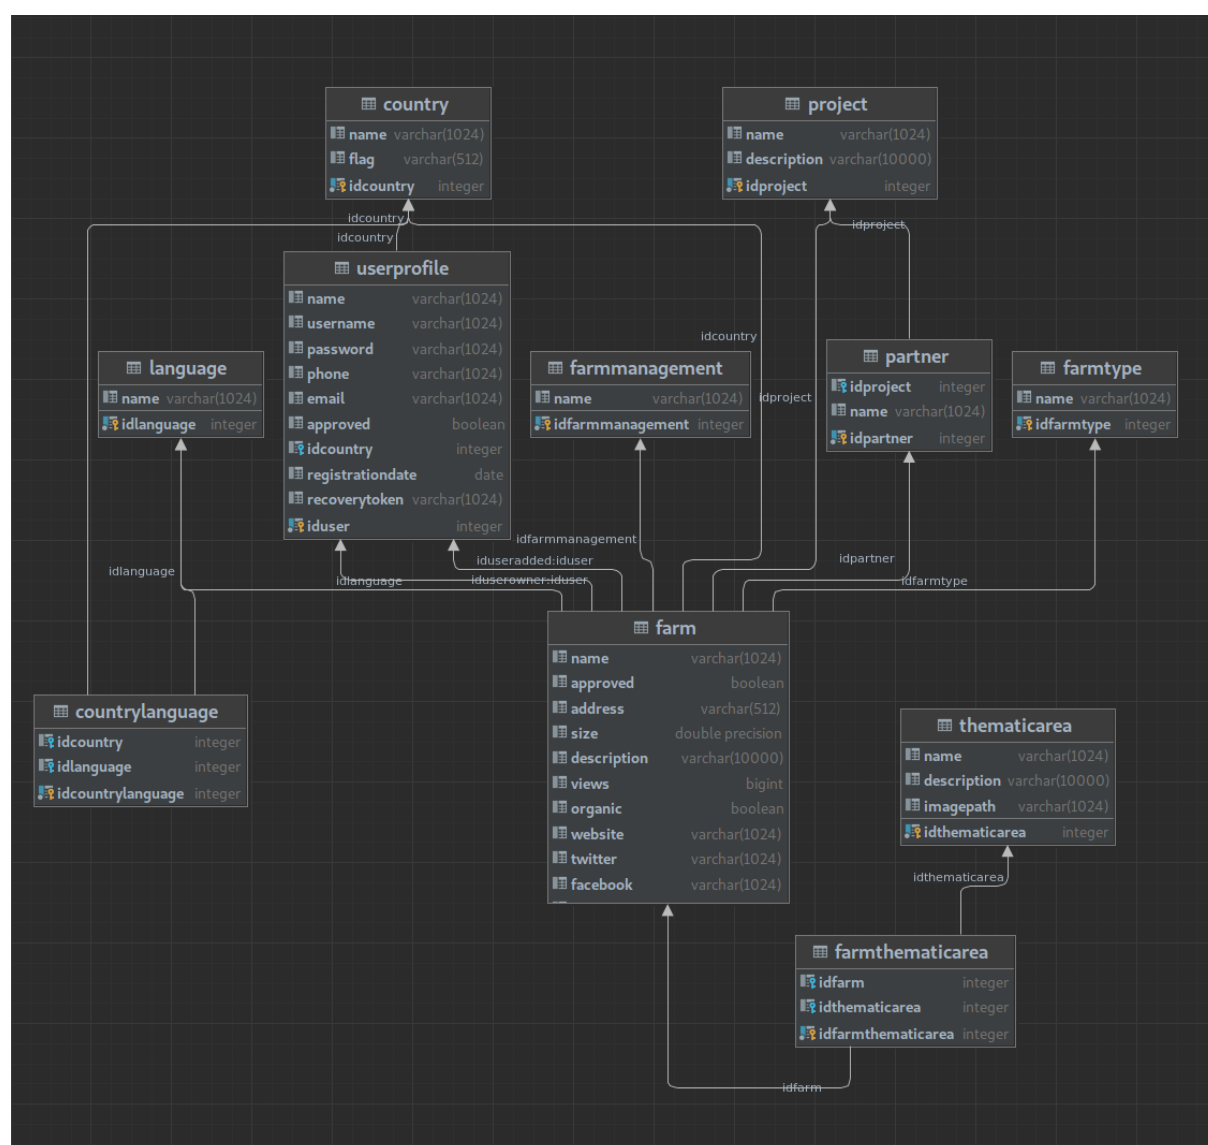 country
name varchar(1024)
flag varchar(512)
idcountry integer
project
name varchar(1024)
description varchar(10000)
idproject integer
idcountry
idcountry
idproject
userprofile
name varchar(1024)
username varchar(1024)
password varchar(1024)
phone varchar(1024)
email varchar(1024)
approved boolean
idcountry integer
registrationdate date
recoverytoken varchar(1024)
iduser integer
idcountry
language
name varchar(1024)
idlanguage integer
farmmanagement
name varchar(1024)
idfarmmanagement integer
idproject
partner
idproject integer
name varchar(1024)
idpartner integer
farmtype
name varchar(1024)
idfarmtype integer
idfarmmanagement
iduseradded:iduser
idpartner
idlanguage
idlanguage
iduserowner:iduser
idfarmtype
farm
name varchar(1024)
approved boolean
address varchar(512)
size double precision
description varchar(10000)
views bigint
organic boolean
website varchar(1024)
twitter varchar(1024)
facebook varchar(1024)
countrylanguage
idcountry integer
idlanguage integer
idcountrylanguage integer
thematicarea
name varchar(1024)
description varchar(10000)
imagepath varchar(1024)
idthematicarea integer
idthematicarea
farmthematicarea
idfarm integer
idthematicarea integer
idfarmthematicarea integer
idfarm